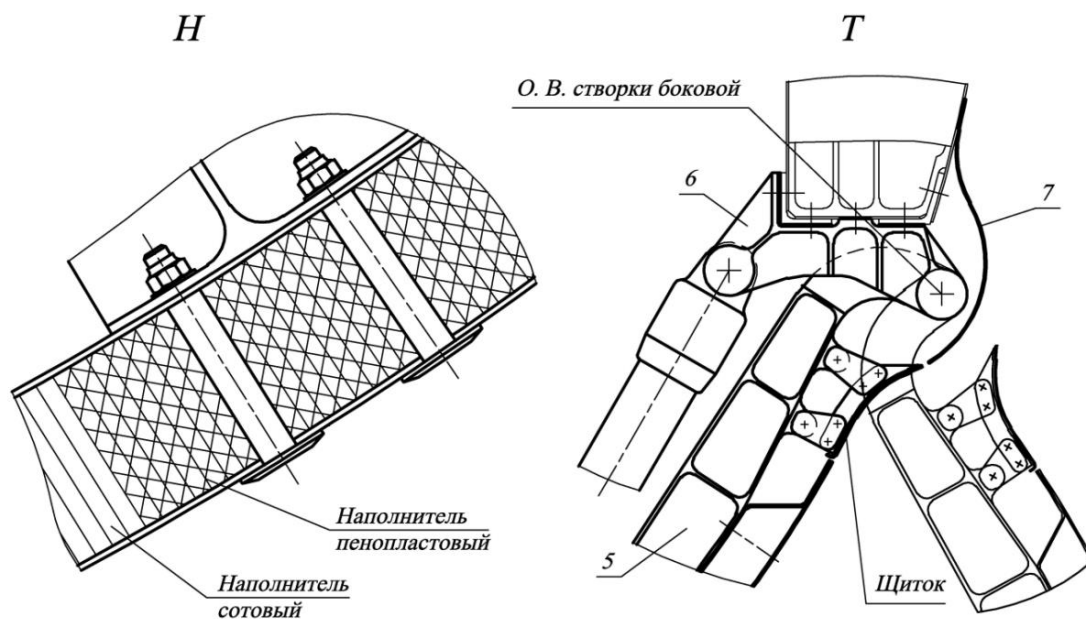 Н
Т
О. В. створки боковой
6
7
Наполнитель
пенопластовый
Наполнитель
сотовый
5
Щиток